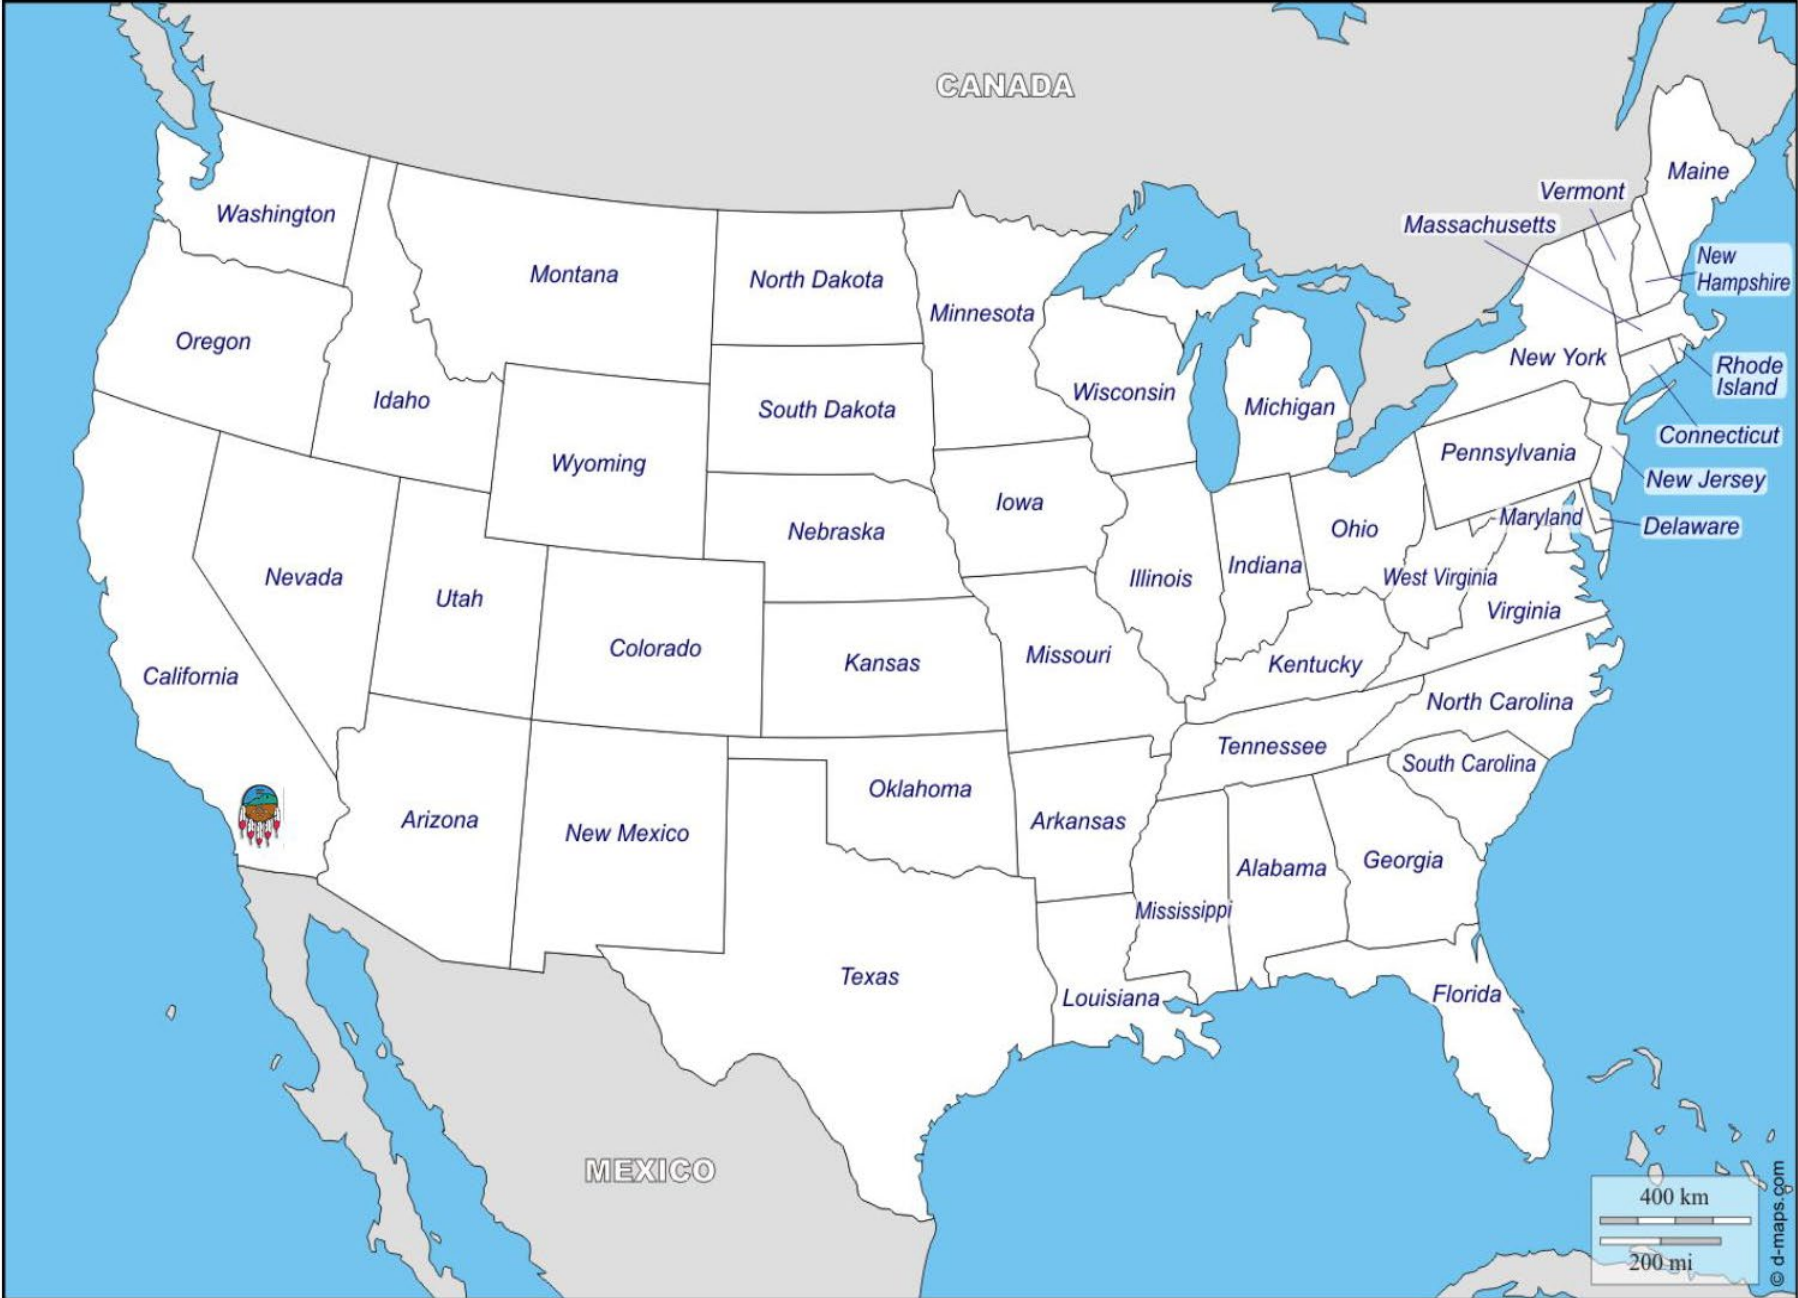 CANADA
Maine
Vermont
Massachusetts
Washington
New
Hampshire
Montana
North Dakota
Minnesota
Oregon
New York
Rhode
Island
Idaho
South Dakota
Wisconsin
Michigan
Connecticut
Wyoming
Pennsylvania
New Jersey
Iowa
Nebraska
Ohio
Maryland
Delaware
Nevada
Utah
Illinois
Indiana
West Virginia
Virginia
Colorado
Kansas
Missouri
Kentucky
California
North Carolina
Tennessee
South Carolina
Oklahoma
Arizona
New Mexico
Arkansas
Alabama
Georgia
Mississippi
Texas
Louisiana
Florida
MEXICO
400 km
200 mi
© d-maps.com